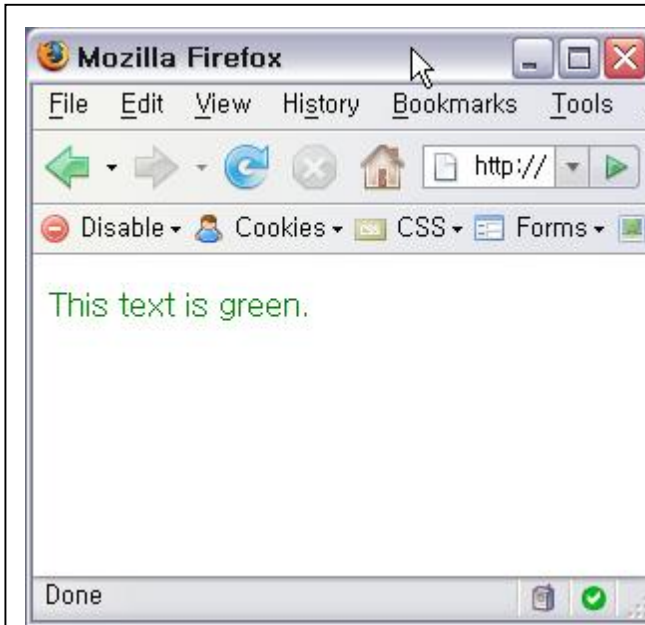 Mozilla Firefox
File Edit View History Bookmarks Tools
http://
Disable Cookies CSS Forms
This text is green.
Done